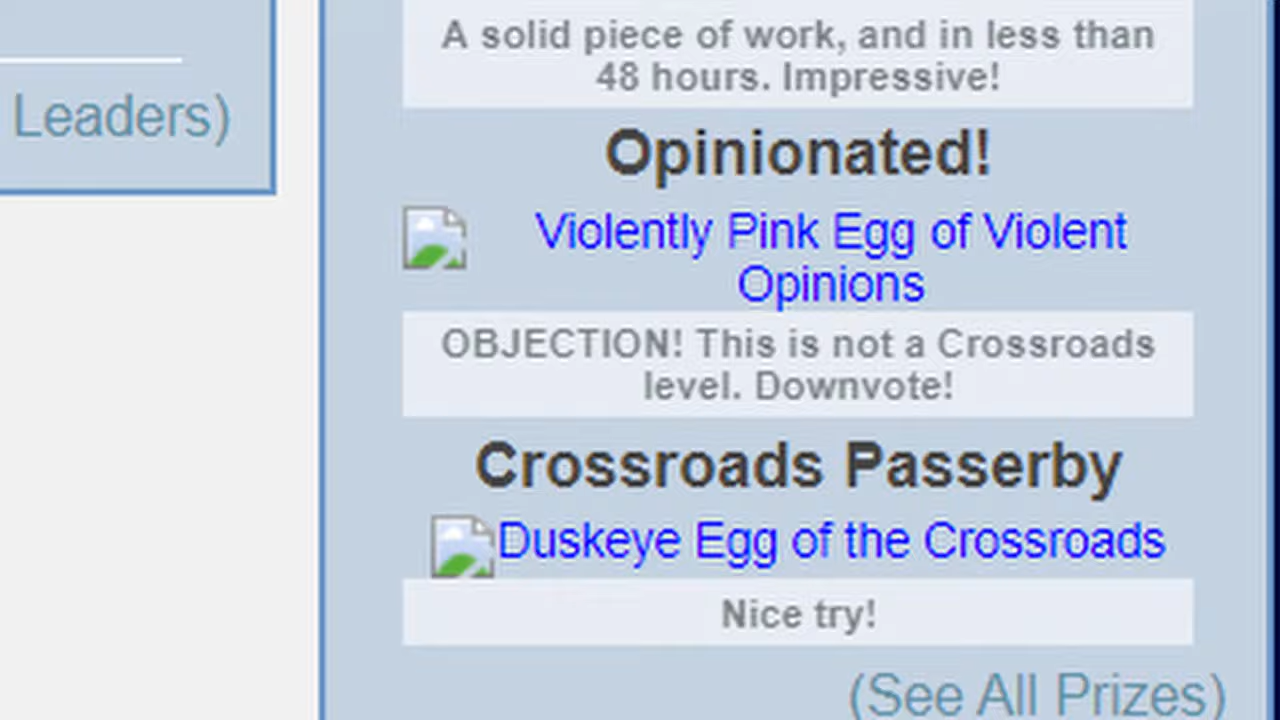 Leaders)
A solid piece of work, and in less than
48 hours. Impressive!
Opinionated!
Violently Pink Egg of Violent
Opinions
OBJECTION! This is not a Crossroads
level. Downvote!
Crossroads Passerby
Duskeye Egg of the Crossroads
Nice try!
(See All Prizes)